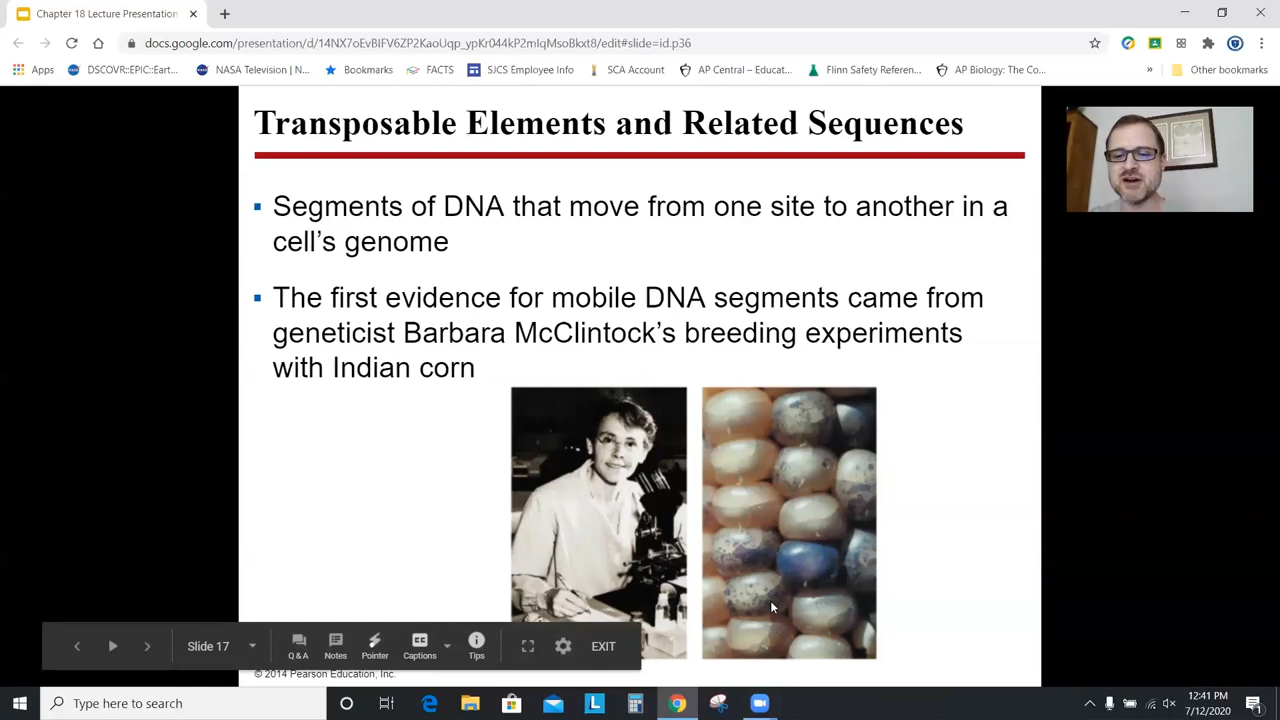 Chapter 18 Lecture Presentation
docs.google.com/presentation/d/14NX7oEvBIFV6ZP2KaoUqp_ypKr044bP2mIqMsoBkxt8/edit#slide=id.p36
Apps
DSCOVR::EPIC::Eart...
NASA Television | N...
Bookmarks
FACTS
SJCS Employee Info
SCA Account
AP Central – Educat...
Flinn Safety Referen...
AP Biology: The Co...
»
Other bookmarks
Transposable Elements and Related Sequences
▪ Segments of DNA that move from one site to another in a
cell’s genome
▪ The first evidence for mobile DNA segments came from
geneticist Barbara McClintock’s breeding experiments
with Indian corn
Slide 17
Q & A
Notes
Pointer
CC
Captions
Tips
EXIT
© 2014 Pearson Education, Inc.
Type here to search
12:41 PM
7/12/2020